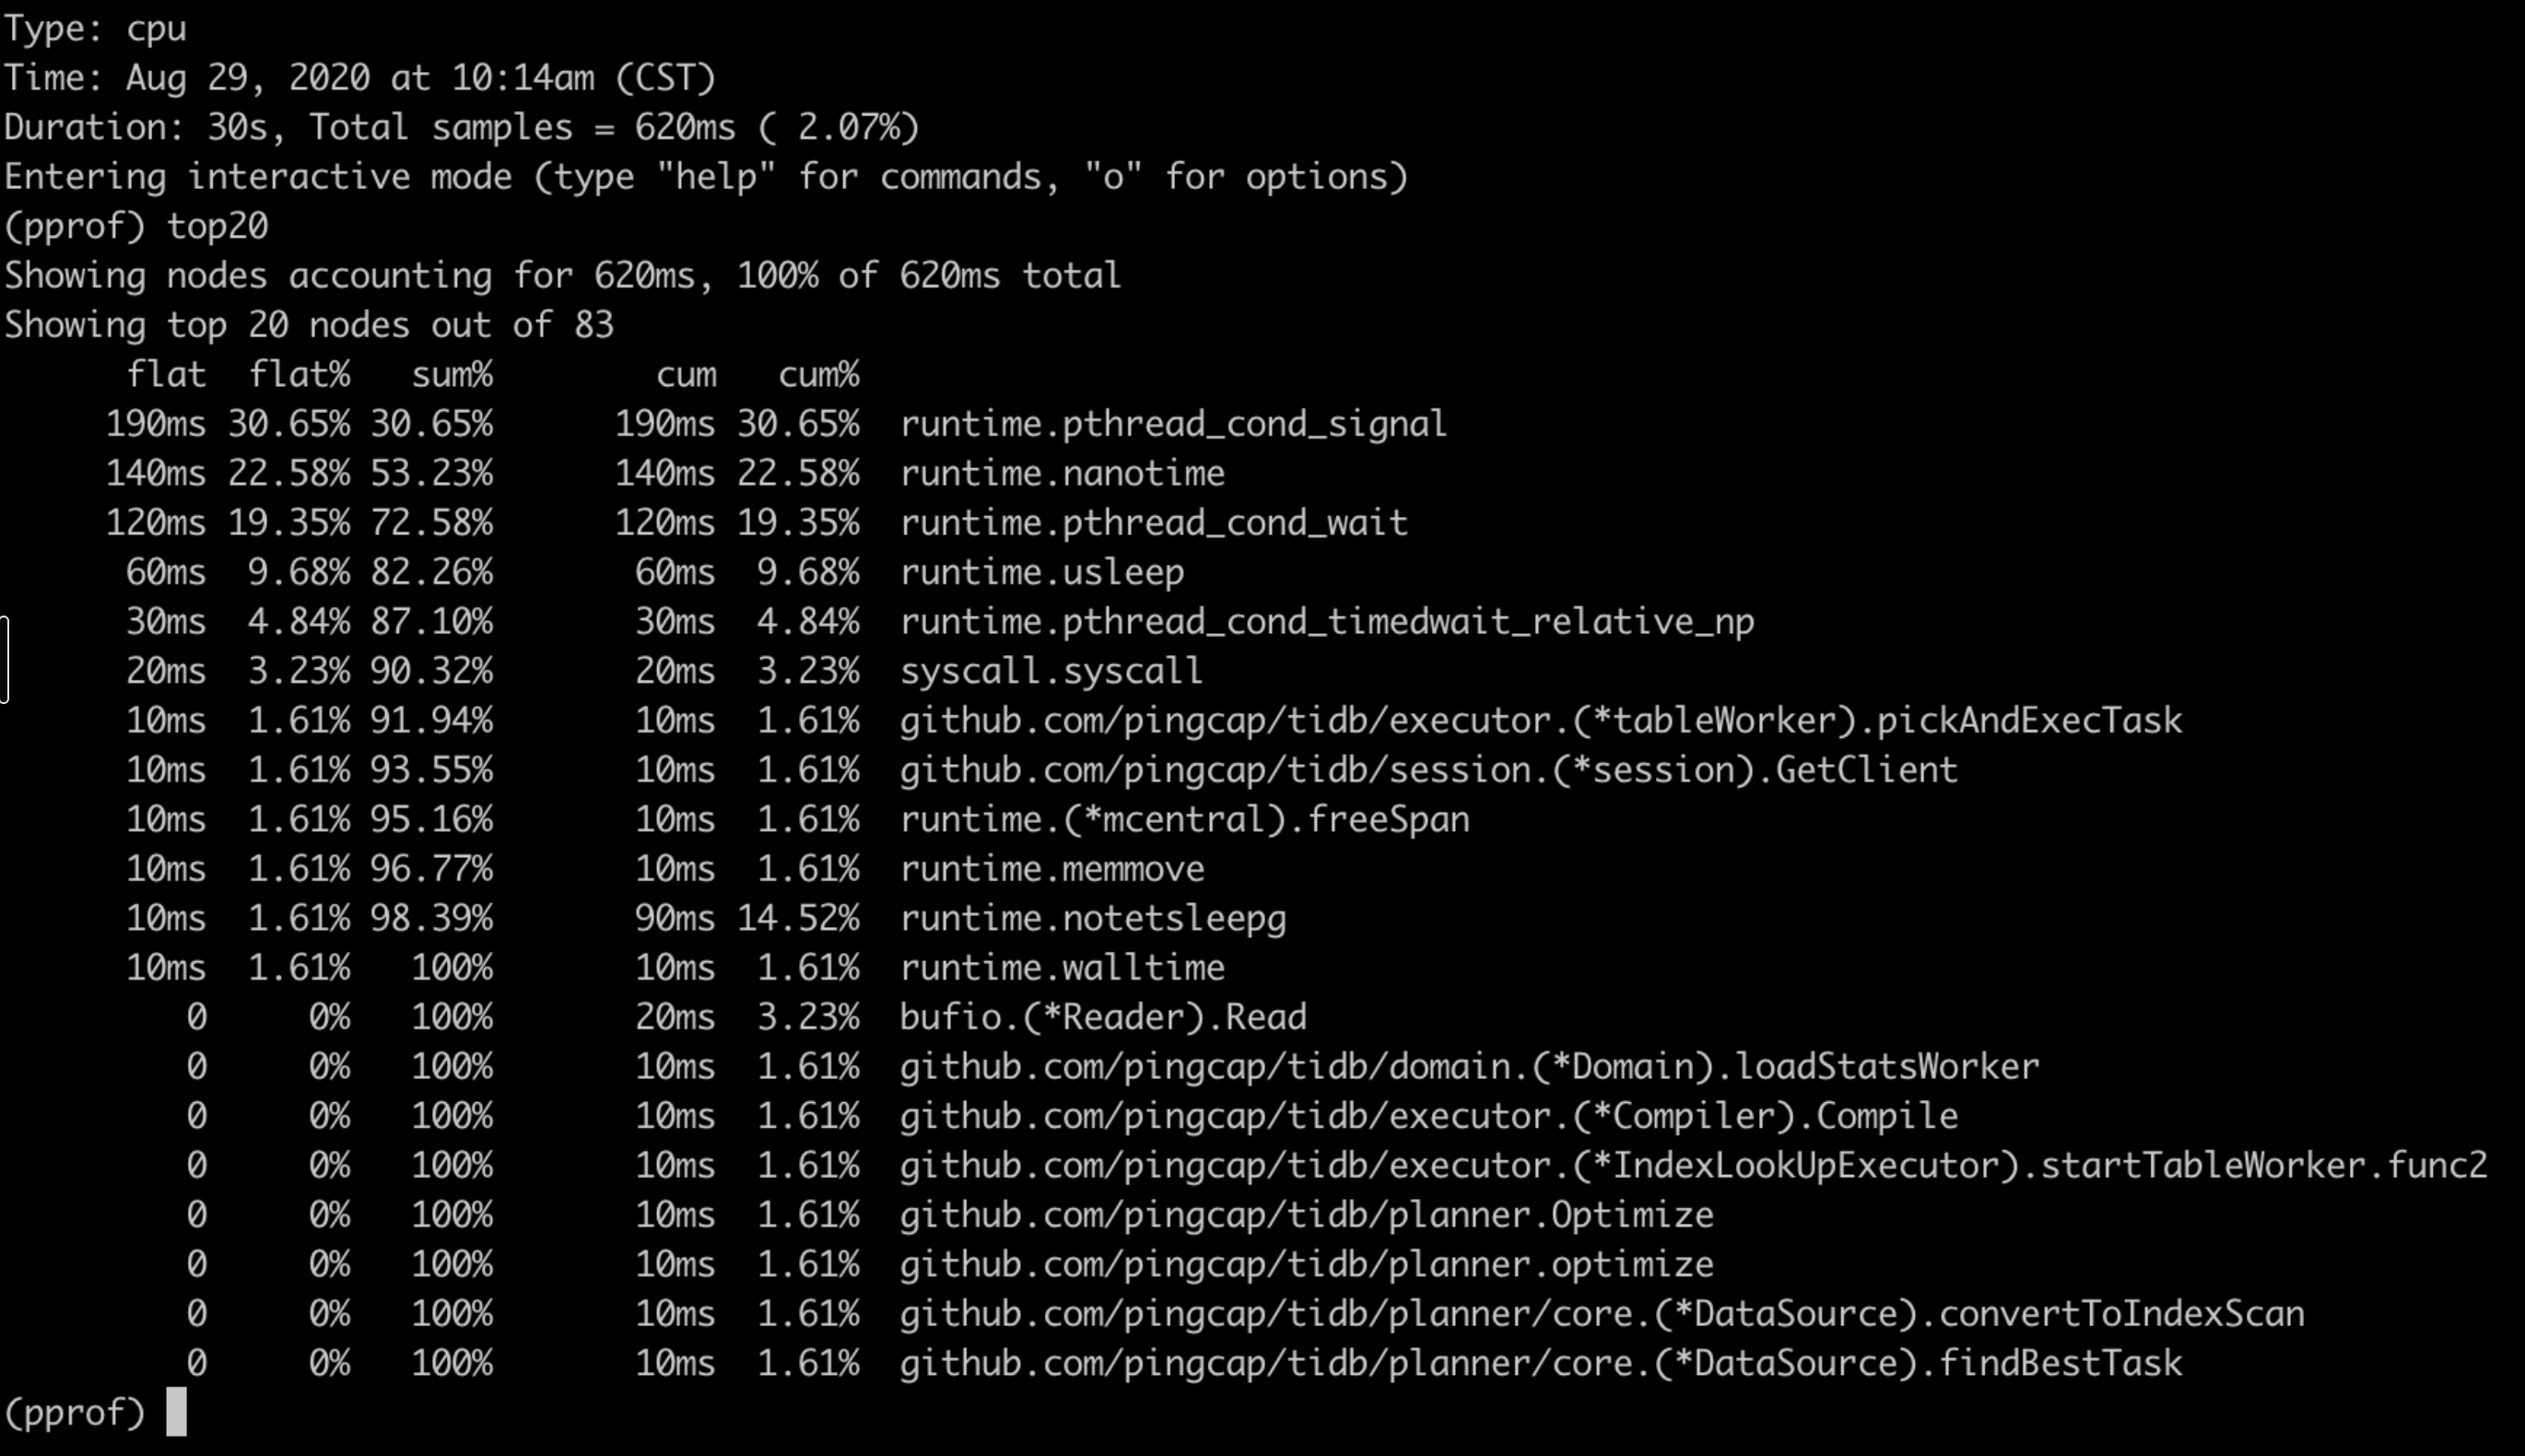 Type: cpu
Time: Aug 29, 2020 at 10:14am (CST)
Duration: 30s, Total samples = 620ms ( 2.07%)
Entering interactive mode (type "help" for commands, "o" for options)
(pprof) top20
Showing nodes accounting for 620ms, 100% of 620ms total
Showing top 20 nodes out of 83
flat flat% sum% cum cum%
190ms 30.65% 30.65% 190ms 30.65% runtime.pthread_cond_signal
140ms 22.58% 53.23% 140ms 22.58% runtime.nanotime
120ms 19.35% 72.58% 120ms 19.35% runtime.pthread_cond_wait
60ms 9.68% 82.26% 60ms 9.68% runtime.usleep
30ms 4.84% 87.10% 30ms 4.84% runtime.pthread_cond_timedwait_relative_np
20ms 3.23% 90.32% 20ms 3.23% syscall.syscall
10ms 1.61% 91.94% 10ms 1.61% github.com/pingcap/tidb/executor.(*tableWorker).pickAndExecTask
10ms 1.61% 93.55% 10ms 1.61% github.com/pingcap/tidb/session.(*session).GetClient
10ms 1.61% 95.16% 10ms 1.61% runtime.(*mcentral).freeSpan
10ms 1.61% 96.77% 10ms 1.61% runtime.memmove
10ms 1.61% 98.39% 90ms 14.52% runtime.notetsleepg
10ms 1.61% 100% 10ms 1.61% runtime.walltime
0 0% 100% 20ms 3.23% bufio.(*Reader).Read
0 0% 100% 10ms 1.61% github.com/pingcap/tidb/domain.(*Domain).loadStatsWorker
0 0% 100% 10ms 1.61% github.com/pingcap/tidb/executor.(*Compiler).Compile
0 0% 100% 10ms 1.61% github.com/pingcap/tidb/executor.(*IndexLookUpExecutor).startTableWorker.func2
0 0% 100% 10ms 1.61% github.com/pingcap/tidb/planner.Optimize
0 0% 100% 10ms 1.61% github.com/pingcap/tidb/planner.optimize
0 0% 100% 10ms 1.61% github.com/pingcap/tidb/planner/core.(*DataSource).convertToIndexScan
0 0% 100% 10ms 1.61% github.com/pingcap/tidb/planner/core.(*DataSource).findBestTask
(pprof)